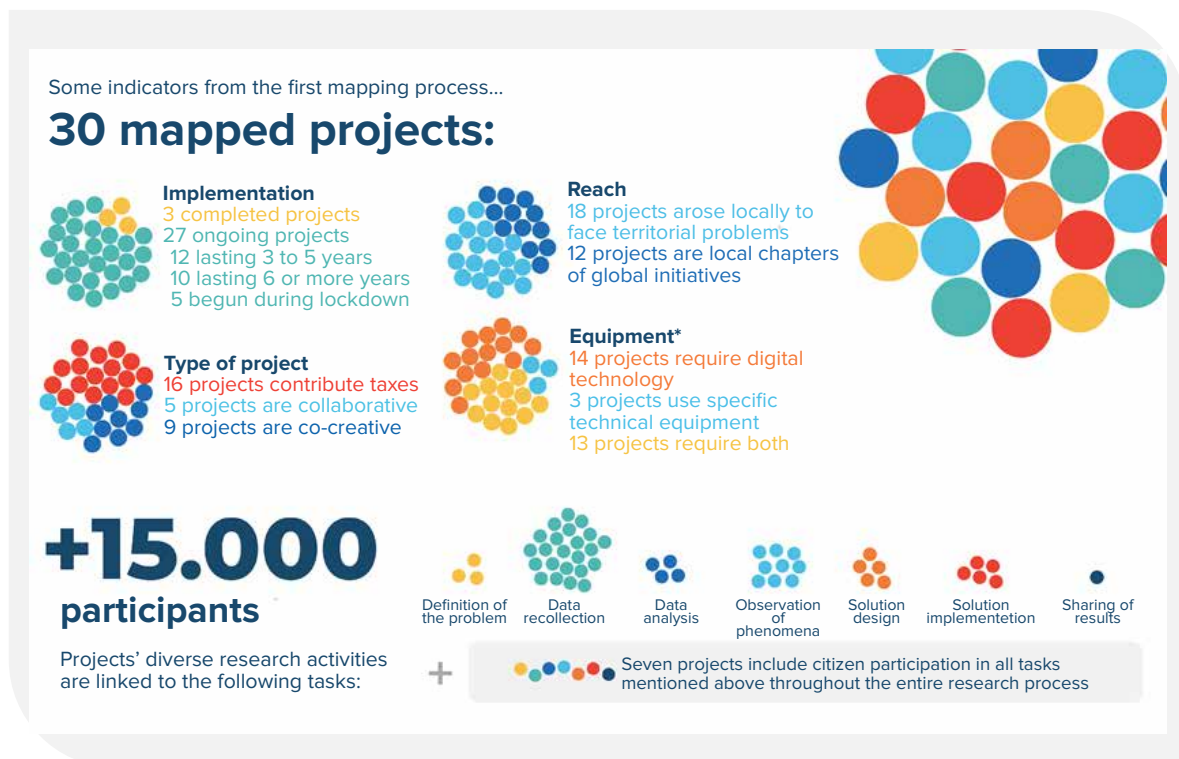 Some indicators from the first mapping process...
30 mapped projects:
Implementation
3 completed projects
27 ongoing projects
12 lasting 3 to 5 years
10 lasting 6 or more years
5 begun during lockdown
Reach
18 projects arose locally to
face territorial problems
12 projects are local chapters
of global initiatives
Type of project
16 projects contribute taxes
5 projects are collaborative
9 projects are co-creative
Equipment*
14 projects require digital
technology
3 projects use specific
technical equipment
13 projects require both
+15.000
participants
Projects’ diverse research activities
are linked to the following tasks:
Definition of
the problem
Data
recollection
Data
analysis
Observation
of
phenomena
Solution
design
Solution
implementetion
Sharing of
results
+
Seven projects include citizen participation in all tasks
mentioned above throughout the entire research process